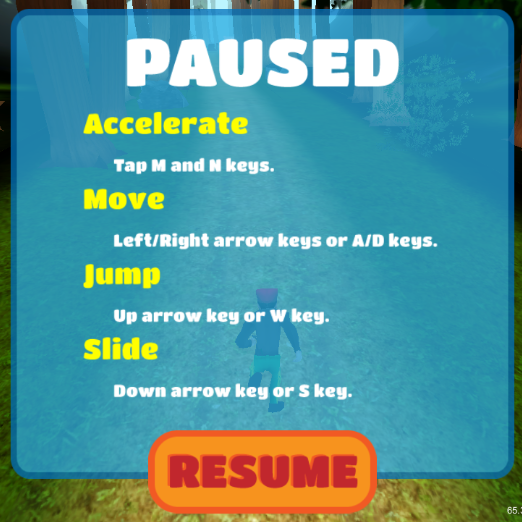 PAUSED
Accelerate
Tap M and N keys.
Move
Left/Right arrow keys or A/D keys.
Jump
Up arrow key or W key.
Slide
Down arrow key or S key.
RESUME